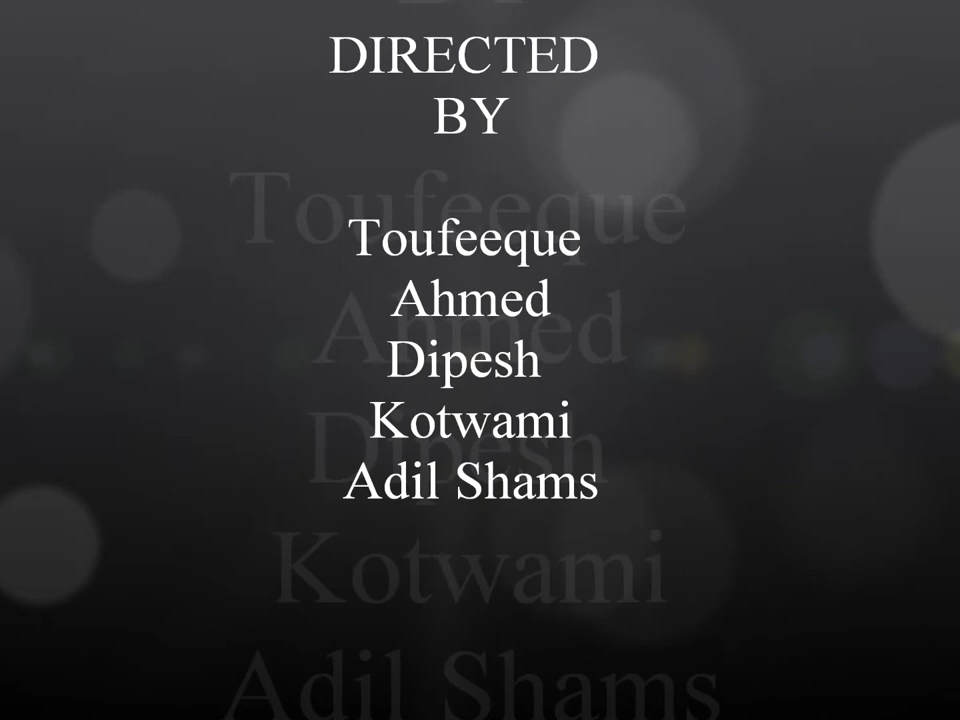 DIRECTED
BY
Toufeeque
Ahmed
Dipesh
Kotwami
Adil Shams